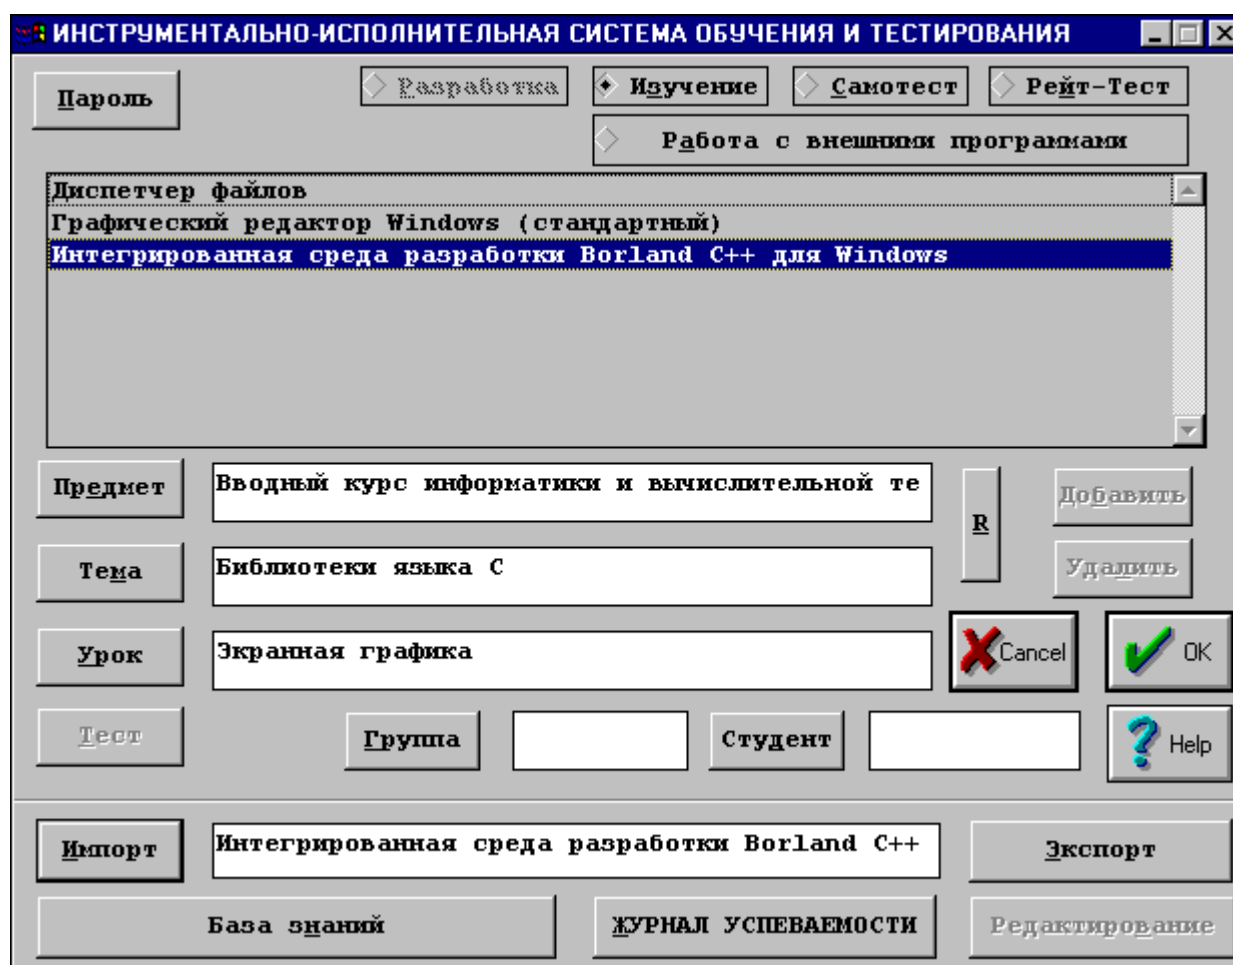 ИНСТРУМЕНТАЛЬНО-ИСПОЛНИТЕЛЬНАЯ СИСТЕМА ОБУЧЕНИЯ И ТЕСТИРОВАНИЯ
Пароль
Разработка
Изучение
Самотест
Рейт-Тест
Работа с внешними программами
Диспетчер файлов
Графический редактор Windows (стандартный)
Интегрированная среда разработки Borland C++ для Windows
Предмет
Вводный курс информатики и вычислительной те
R
Добавить
Тема
Библиотеки языка С
Удалить
Урок
Экранная графика
Cancel
OK
Тест
Группа
Студент
Help
Импорт
Интегрированная среда разработки Borland C++
Экспорт
База знаний
ЖУРНАЛ УСПЕВАЕМОСТИ
Редактирование